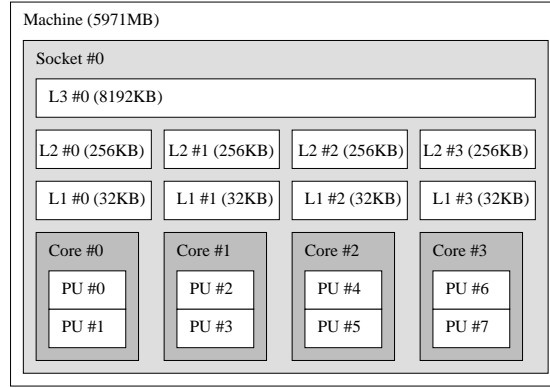 Machine (5971MB)
Socket #0
L3 #0 (8192KB)
L2 #0 (256KB) L2 #1 (256KB) L2 #2 (256KB) L2 #3 (256KB)
L1 #0 (32KB) L1 #1 (32KB) L1 #2 (32KB) L1 #3 (32KB)
Core #0 Core #1 Core #2 Core #3
PU #0 PU #2 PU #4 PU #6
PU #1 PU #3 PU #5 PU #7